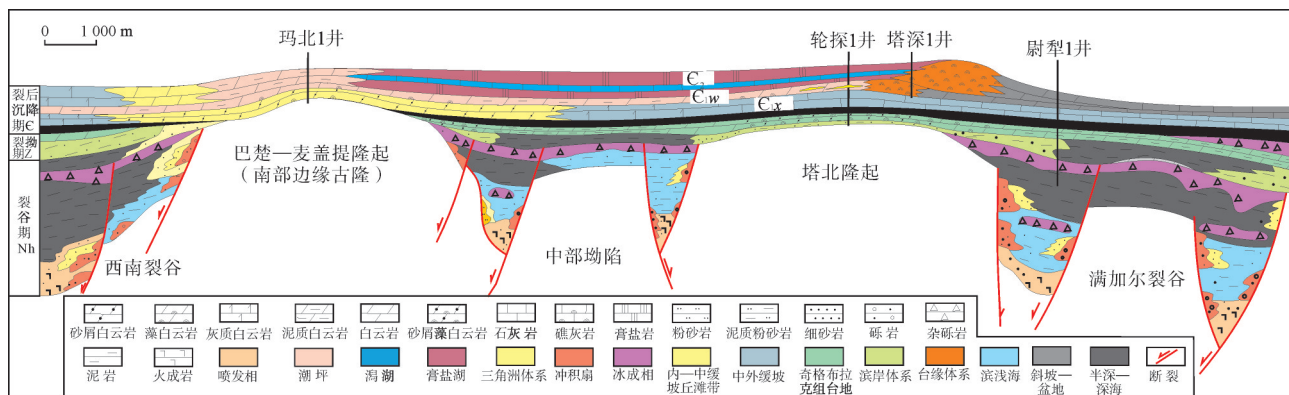 0 1 000 m
玛北1井
轮探1井
塔深1井
尉犁1井
裂后
沉降
期Є
裂拗
期Z
裂谷期Nh
Є₂
Є₁w
Є₁x
巴楚—麦盖提隆起
（南部边缘古隆）
塔北隆起
西南裂谷
中部坳陷
满加尔裂谷
砂屑白云岩 藻白云岩 灰质白云岩 泥质白云岩 白云岩 砂屑藻白云岩 石灰岩 礁灰岩 膏盐岩 粉砂岩 泥质粉砂岩 细砂岩 砾岩 杂砾岩
泥岩 火成岩 喷发相 潮坪 潟湖 膏盐湖 三角洲体系 冲积扇 冰成相 内—中缓 中外缓坡 奇格布拉 滨岸体系 台缘体系 滨浅海 斜坡— 半深— 断裂
坡丘滩带 克组台地 盆地 深海